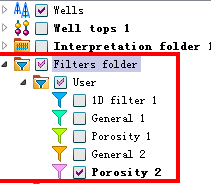 Wells
Well tops 1
Interpretation folder 1
Filters folder
User
1D filter 1
General 1
Porosity 1
General 2
Porosity 2